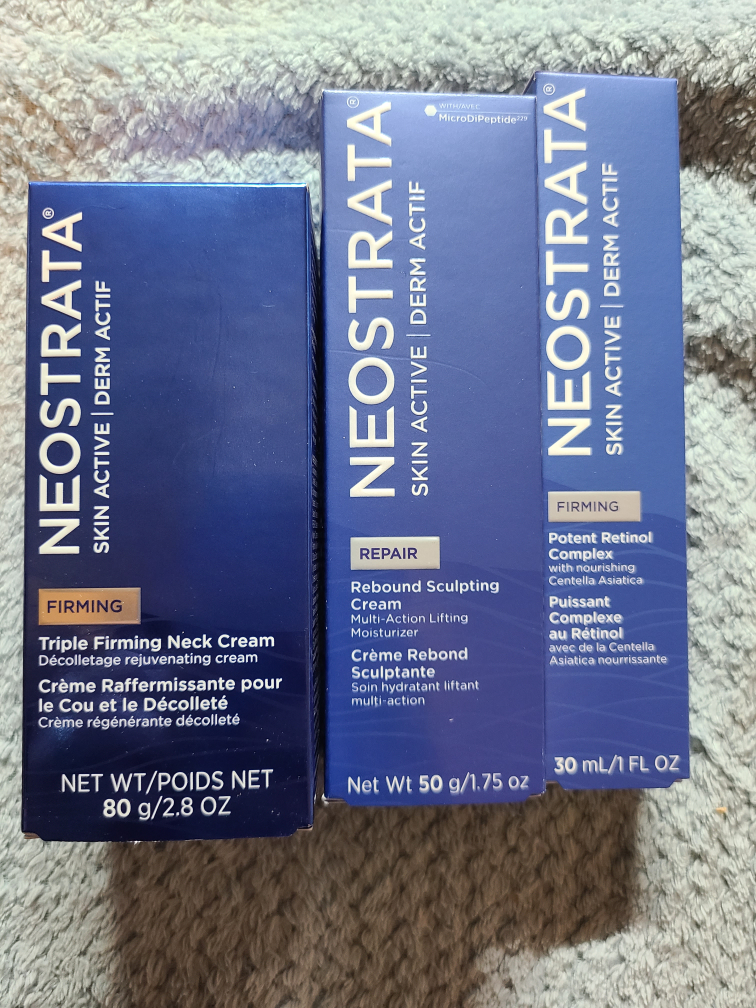 NEOSTRATA®
SKIN ACTIVE | DERM ACTIF
FIRMING
Triple Firming Neck Cream
Décolletage rejuvenating cream
Crème Raffermissante pour
le Cou et le Décolleté
Crème régénérante décolleté
NET WT/POIDS NET
80 g/2.8 OZ
WITH/AVEC
MicroDiPeptide229
NEOSTRATA®
SKIN ACTIVE | DERM ACTIF
REPAIR
Rebound Sculpting
Cream
Multi-Action Lifting
Moisturizer
Crème Rebond
Sculptante
Soin hydratant liftant
multi-action
Net Wt 50 g/1.75 oz
NEOSTRATA®
SKIN ACTIVE | DERM ACTIF
FIRMING
Potent Retinol
Complex
with nourishing
Centella Asiatica
Puissant
Complexe
au Rétinol
avec de la Centella
Asiatica nourrissante
30 mL/1 FL OZ